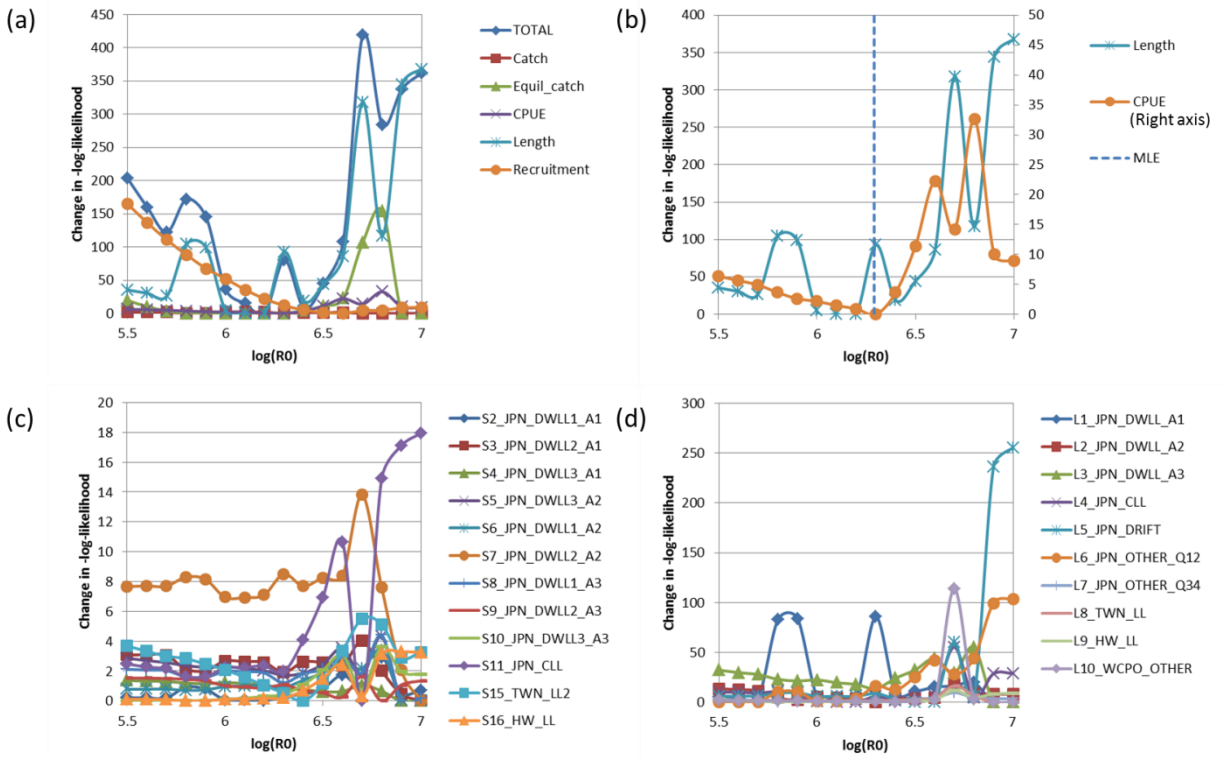 (a)
Change in -log-likelihood
450
400
350
300
250
200
150
100
50
0
5.5
6
6.5
7
log(R0)
TOTAL
Catch
Equil_catch
CPUE
Length
Recruitment
(b)
Change in -log-likelihood
400
350
300
250
200
150
100
50
0
50
45
40
35
30
25
20
15
10
5
0
5.5
6
6.5
7
log(R0)
Length
CPUE
(Right axis)
MLE
(c)
Change in -log-likelihood
20
18
16
14
12
10
8
6
4
2
0
5.5
6
6.5
7
log(R0)
S2_JPN_DWLL1_A1
S3_JPN_DWLL2_A1
S4_JPN_DWLL3_A1
S5_JPN_DWLL3_A2
S6_JPN_DWLL1_A2
S7_JPN_DWLL2_A2
S8_JPN_DWLL1_A3
S9_JPN_DWLL2_A3
S10_JPN_DWLL3_A3
S11_JPN_CLL
S15_TWN_LL2
S16_HW_LL
(d)
Change in -log-likelihood
300
250
200
150
100
50
0
5.5
6
6.5
7
log(R0)
L1_JPN_DWLL_A1
L2_JPN_DWLL_A2
L3_JPN_DWLL_A3
L4_JPN_CLL
L5_JPN_DRIFT
L6_JPN_OTHER_Q12
L7_JPN_OTHER_Q34
L8_TWN_LL
L9_HW_LL
L10_WCPO_OTHER